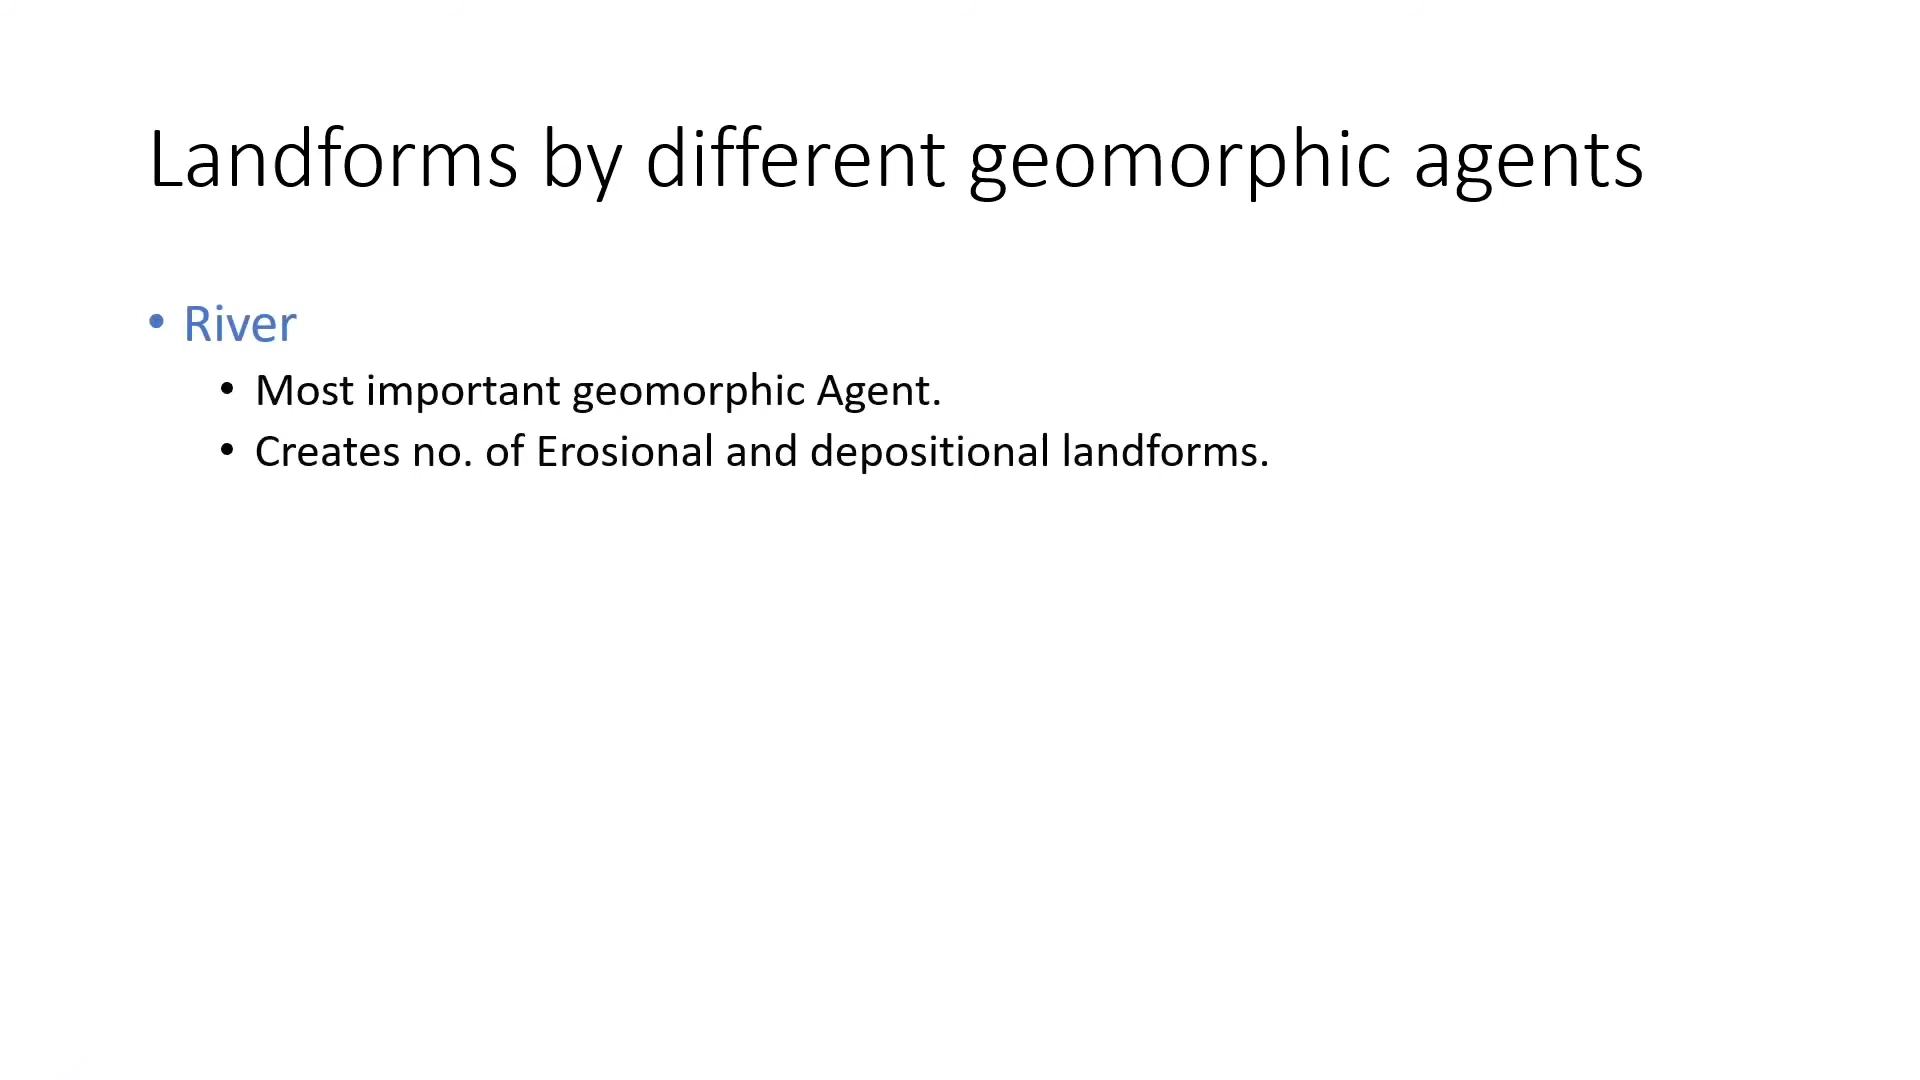 Landforms by different geomorphic agents
• River
• Most important geomorphic Agent.
• Creates no. of Erosional and depositional landforms.